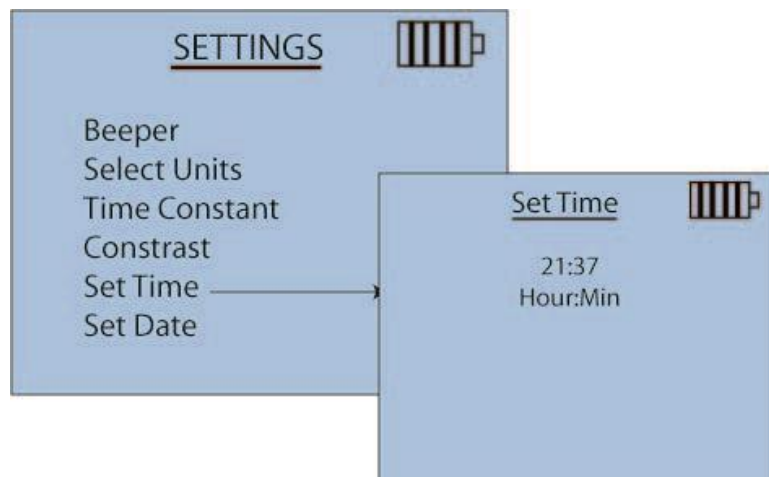 SETTINGS
Beeper
Select Units
Time Constant
Constrast
Set Time
Set Date
Set Time
21:37
Hour:Min